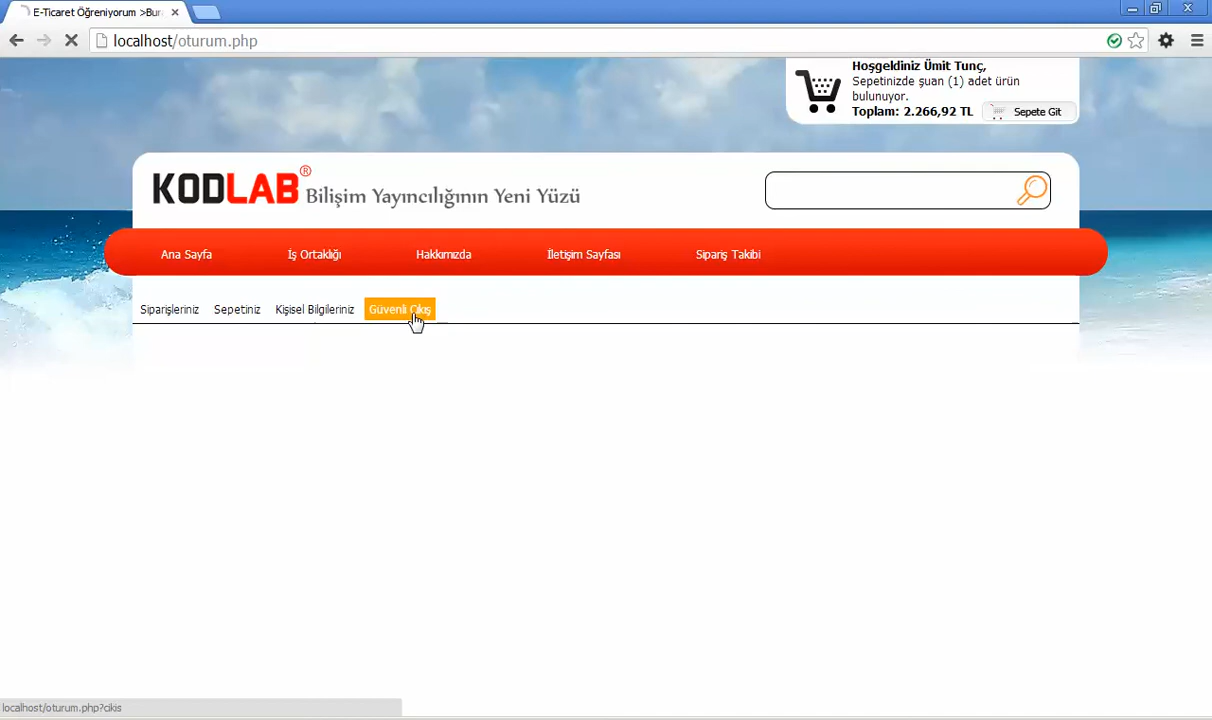 E-Ticaret Öğreniyorum >Bur
localhost/oturum.php
Hoşgeldiniz Ümit Tunç,
Sepetinizde şuan (1) adet ürün
bulunuyor.
Toplam: 2.266,92 TL
Sepete Git
KODLAB® Bilişim Yayıncılığının Yeni Yüzü
Ana Sayfa
İş Ortaklığı
Hakkımızda
İletişim Sayfası
Sipariş Takibi
Siparişleriniz
Sepetiniz
Kişisel Bilgileriniz
Güvenli Çıkış
localhost/oturum.php?cikis